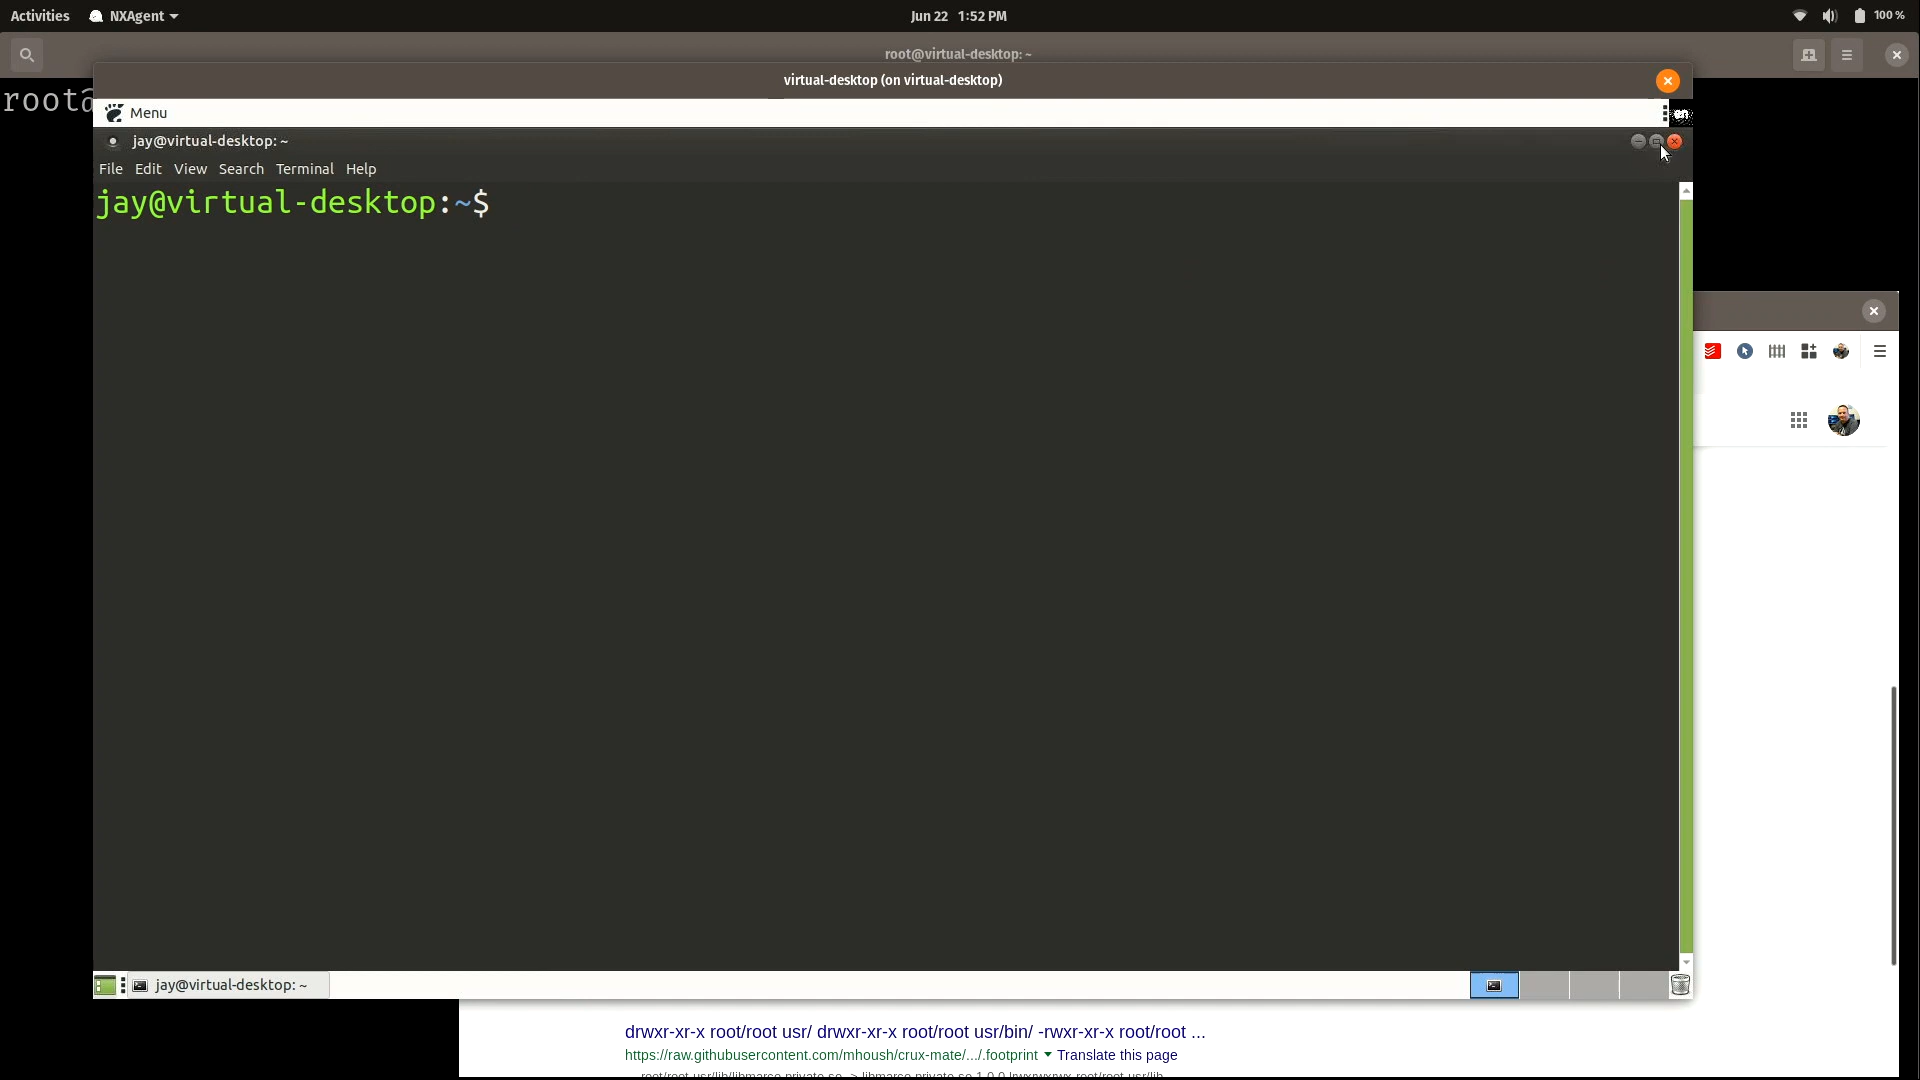 Activities NXAgent Jun 22 1:52 PM 100 %
root@virtual-desktop: ~
root@
virtual-desktop (on virtual-desktop)
Menu en
jay@virtual-desktop: ~
File Edit View Search Terminal Help
jay@virtual-desktop:~$
jay@virtual-desktop: ~
drwxr-xr-x root/root usr/ drwxr-xr-x root/root usr/bin/ -rwxr-xr-x root/root ...
https://raw.githubusercontent.com/mhoush/crux-mate/.../.footprint Translate this page